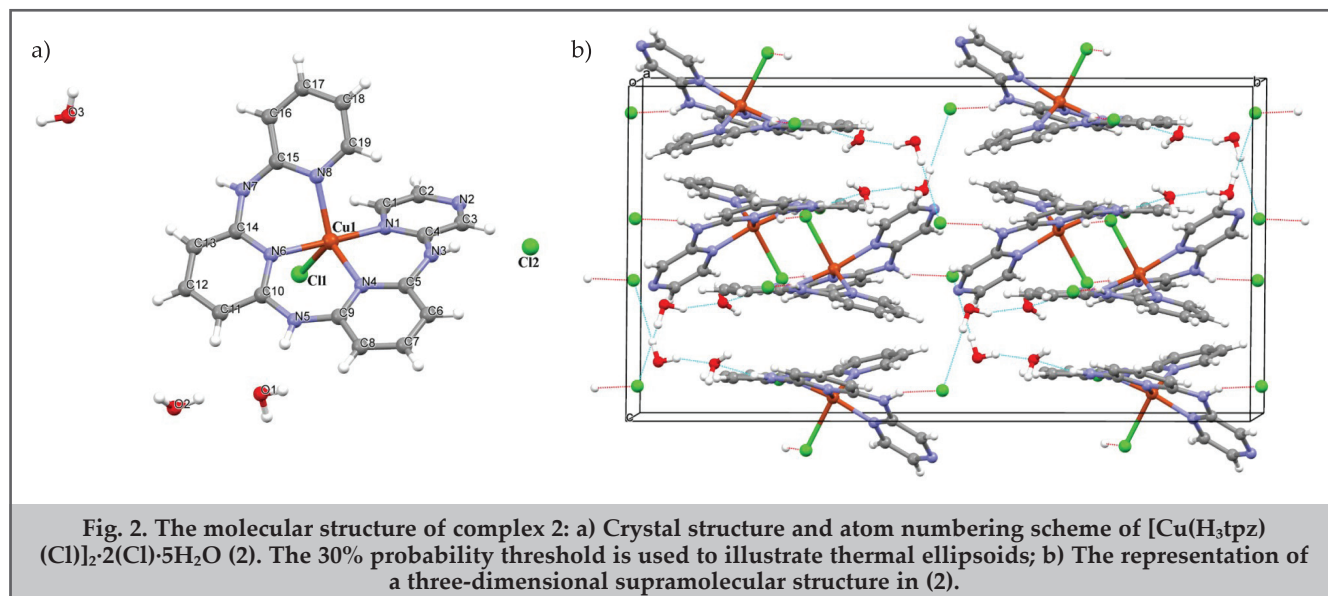 a)
b)
C17
C18
C16
O3
C19
C15
N8
N7
C2
N2
C1
C3
Cu1
N1
C14
C4
C13
N6
N3
Cl2
Cl1
N4
C5
C12
C10
C11
N5
C9
C6
C8
C7
O1
O2
o
a
b
c
Fig. 2. The molecular structure of complex 2: a) Crystal structure and atom numbering scheme of [Cu(H₃tpz)
(Cl)]₂·2(Cl)·5H₂O (2). The 30% probability threshold is used to illustrate thermal ellipsoids; b) The representation of
a three-dimensional supramolecular structure in (2).